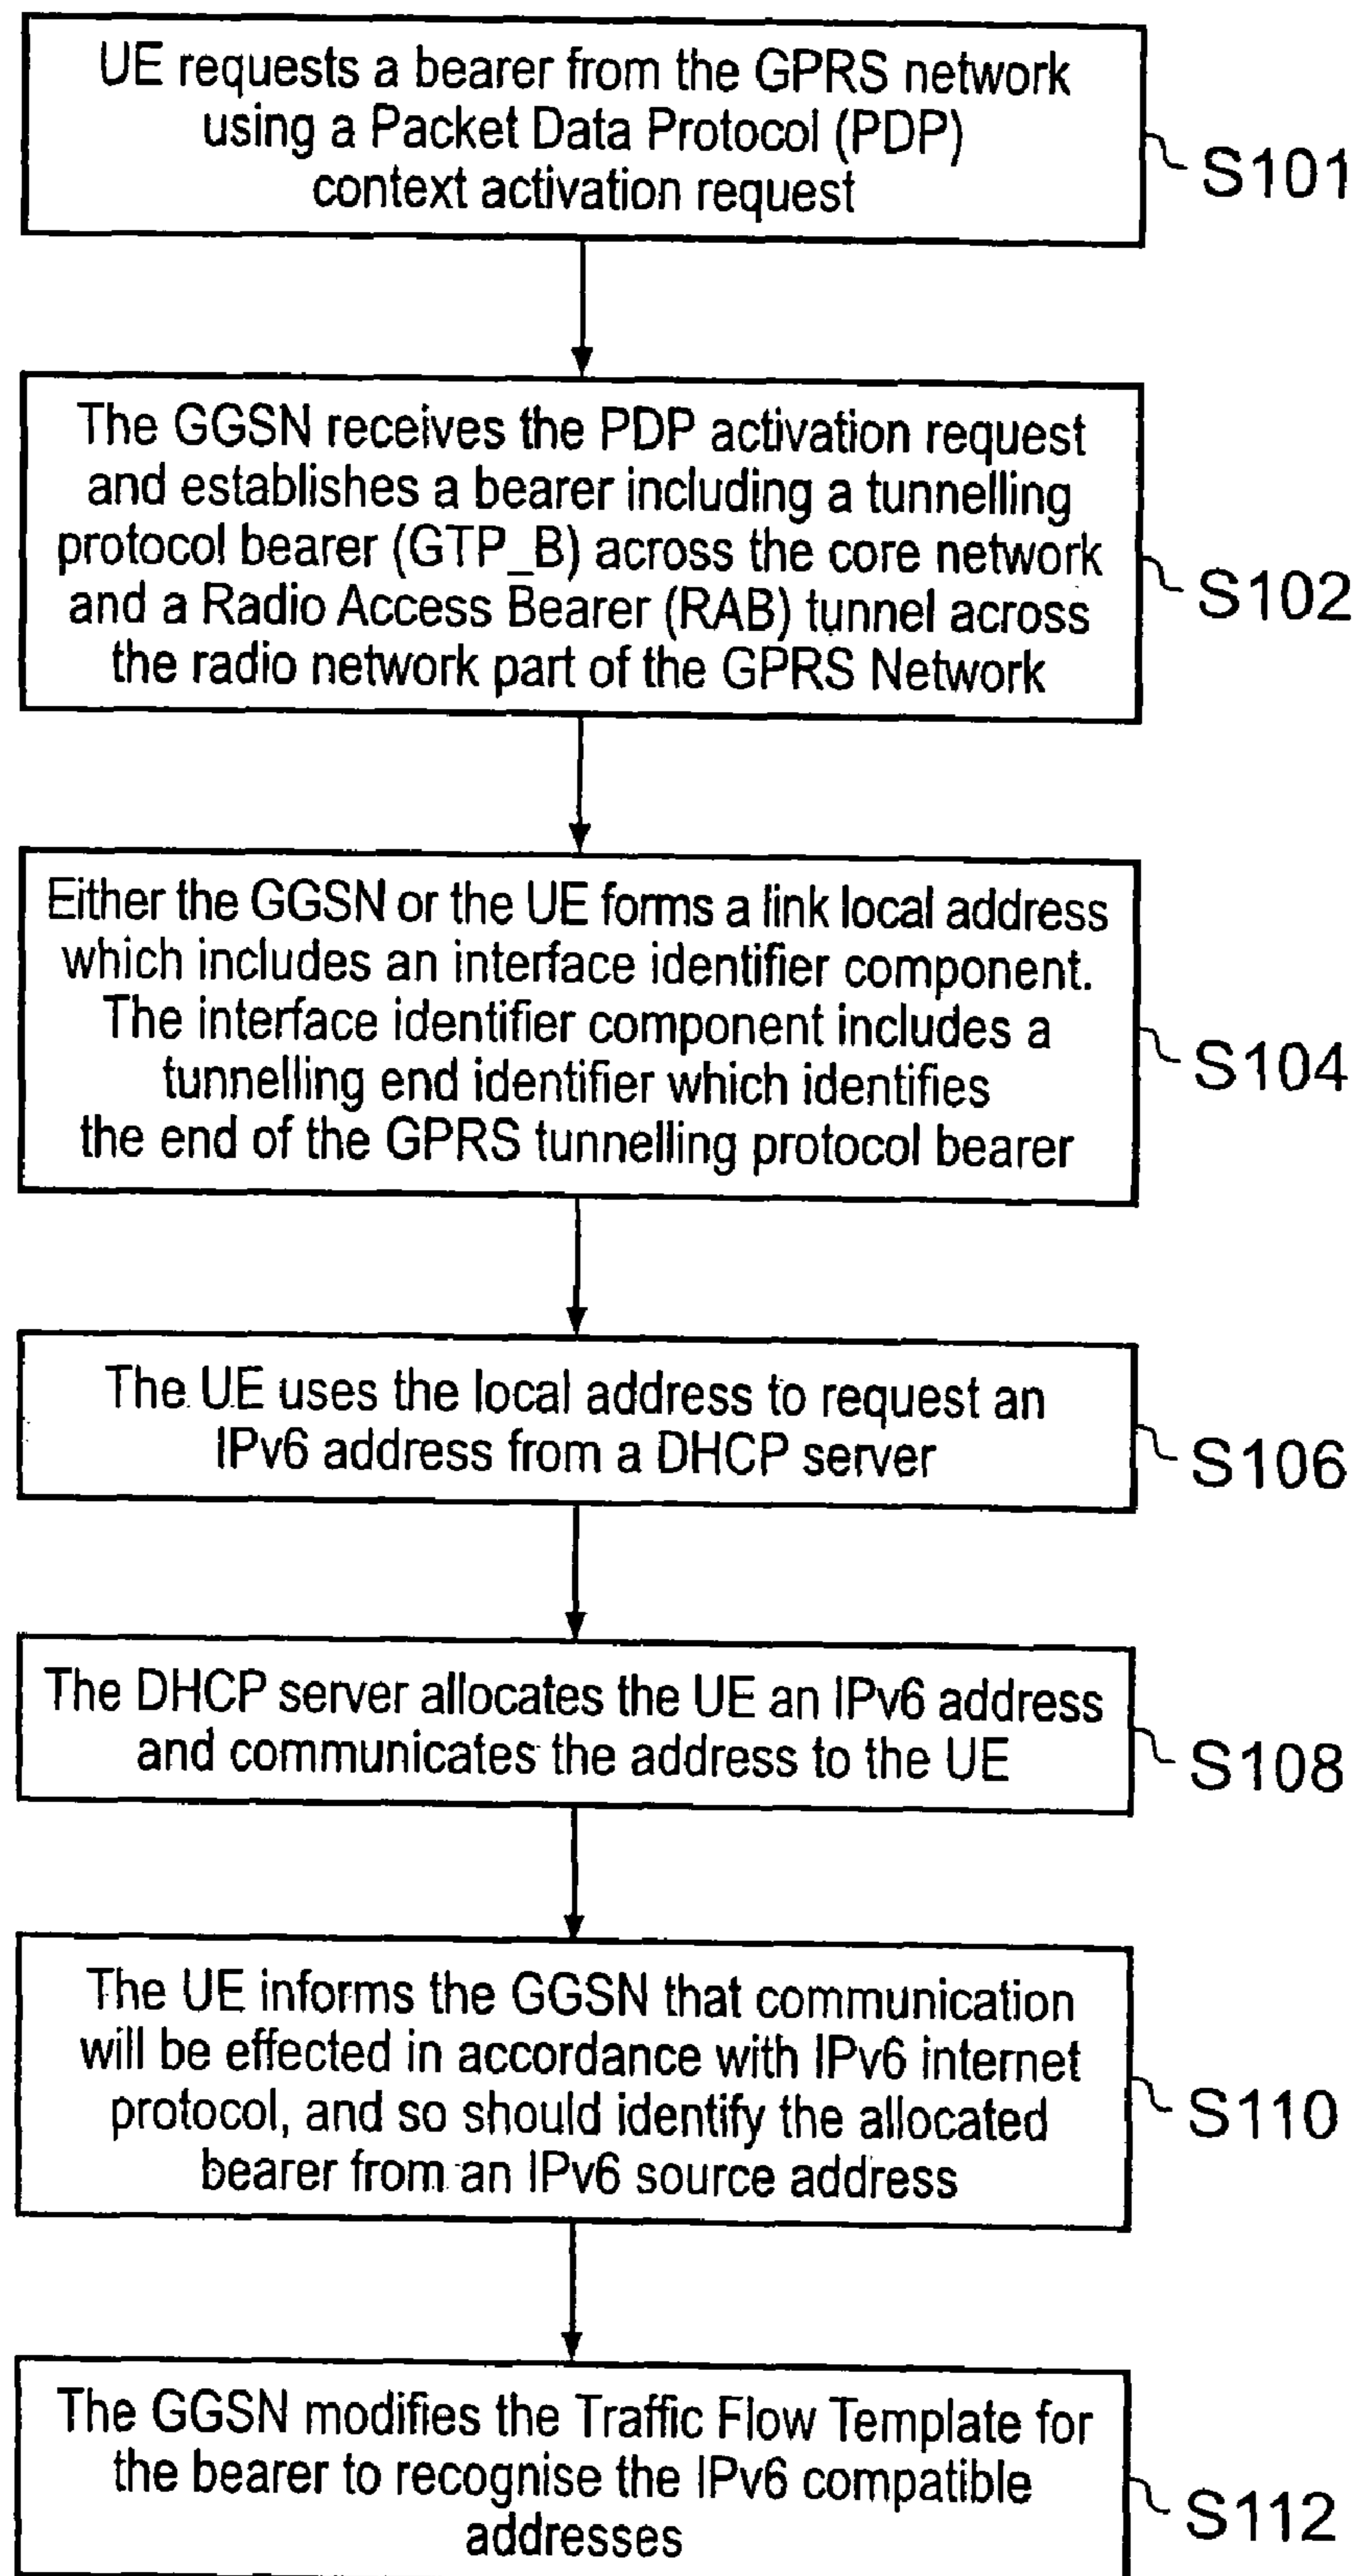 UE requests a bearer from the GPRS network
using a Packet Data Protocol (PDP)
context activation request
S101
The GGSN receives the PDP activation request
and establishes a bearer including a tunnelling
protocol bearer (GTP_B) across the core network
and a Radio Access Bearer (RAB) tunnel across
the radio network part of the GPRS Network
S102
Either the GGSN or the UE forms a link local address
which includes an interface identifier component.
The interface identifier component includes a
tunnelling end identifier which identifies
the end of the GPRS tunnelling protocol bearer
S104
The UE uses the local address to request an
IPv6 address from a DHCP server
S106
The DHCP server allocates the UE an IPv6 address
and communicates the address to the UE
S108
The UE informs the GGSN that communication
will be effected in accordance with IPv6 internet
protocol, and so should identify the allocated
bearer from an IPv6 source address
S110
The GGSN modifies the Traffic Flow Template for
the bearer to recognise the IPv6 compatible
addresses
S112